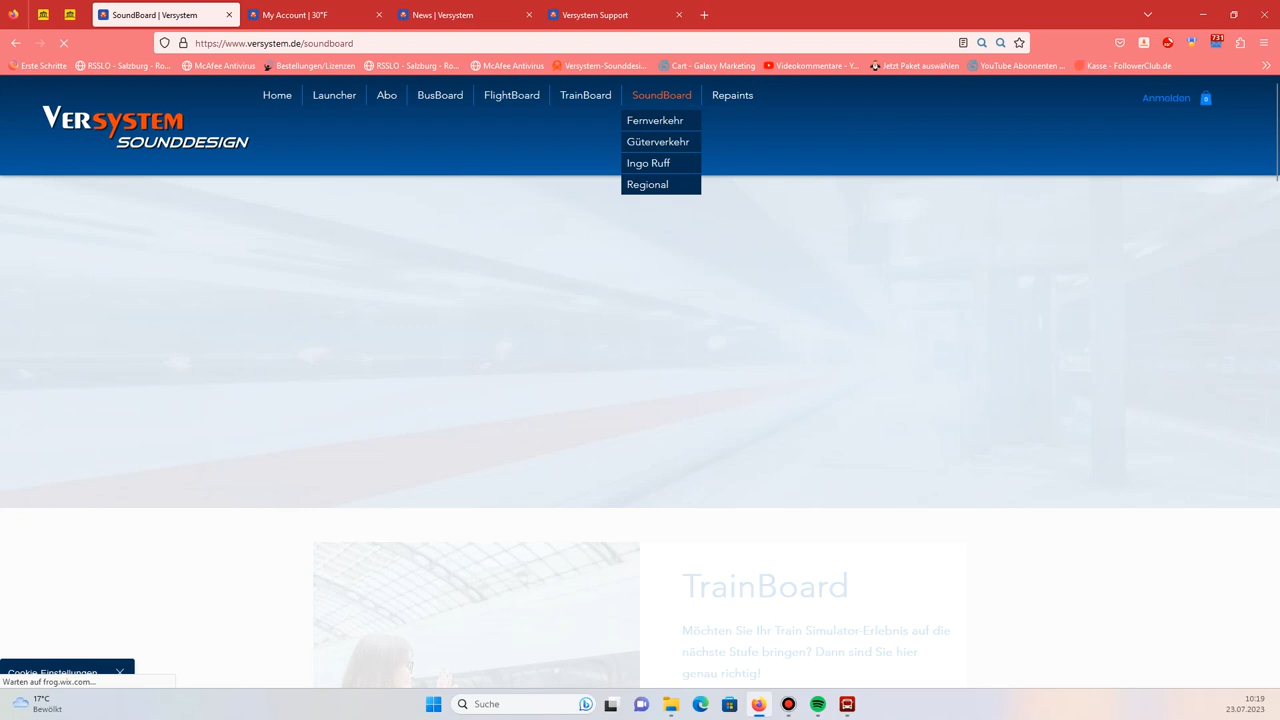 SoundBoard | Versystem
My Account | 30°F
News | Versystem
Versystem Support
https://www.versystem.de/soundboard
731
Erste Schritte
RSSLO - Salzburg - Ro...
McAfee Antivirus
Bestellungen/Lizenzen
RSSLO - Salzburg - Ro...
McAfee Antivirus
Versystem-Sounddesi...
Cart - Galaxy Marketing
Videokommentare - Y...
Jetzt Paket auswählen
YouTube Abonnenten ...
Kasse - FollowerClub.de
VERSYSTEM
SOUNDDESIGN
Home
Launcher
Abo
BusBoard
FlightBoard
TrainBoard
SoundBoard
Repaints
Anmelden
0
Fernverkehr
Güterverkehr
Ingo Ruff
Regional
TrainBoard
Möchten Sie Ihr Train Simulator-Erlebnis auf die
nächste Stufe bringen? Dann sind Sie hier
genau richtig!
Cookie Einstellungen
Warten auf frog.wix.com...
17°C
Bewölkt
Suche
10:19
23.07.2023